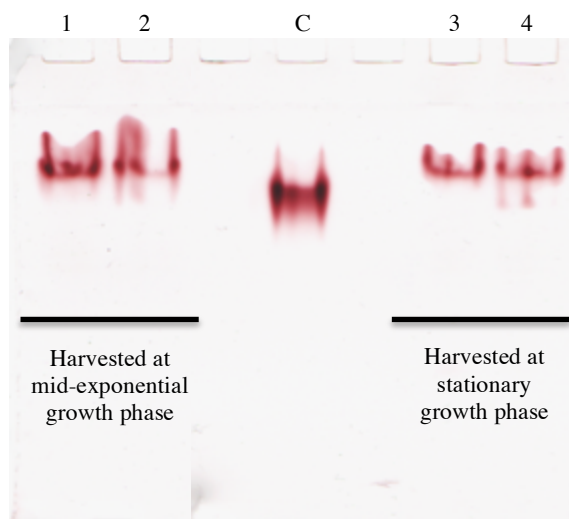 1 2 C 3 4
Harvested at
mid-exponential
growth phase
Harvested at
stationary
growth phase